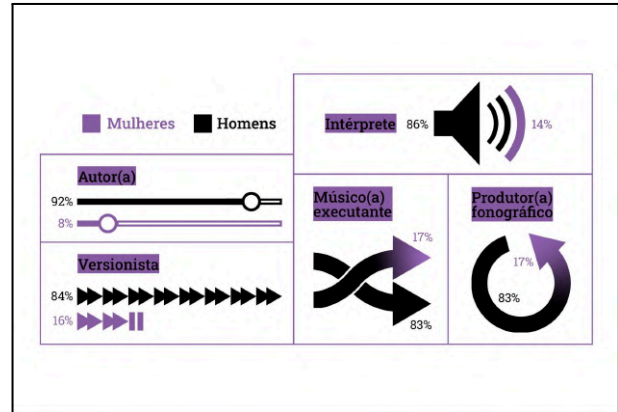 Mulheres
Homens
Autor(a)
92%
8%
Versionista
84%
16%
Intérprete
86%
14%
Músico(a)
executante
17%
83%
Produtor(a)
fonográfico
17%
83%